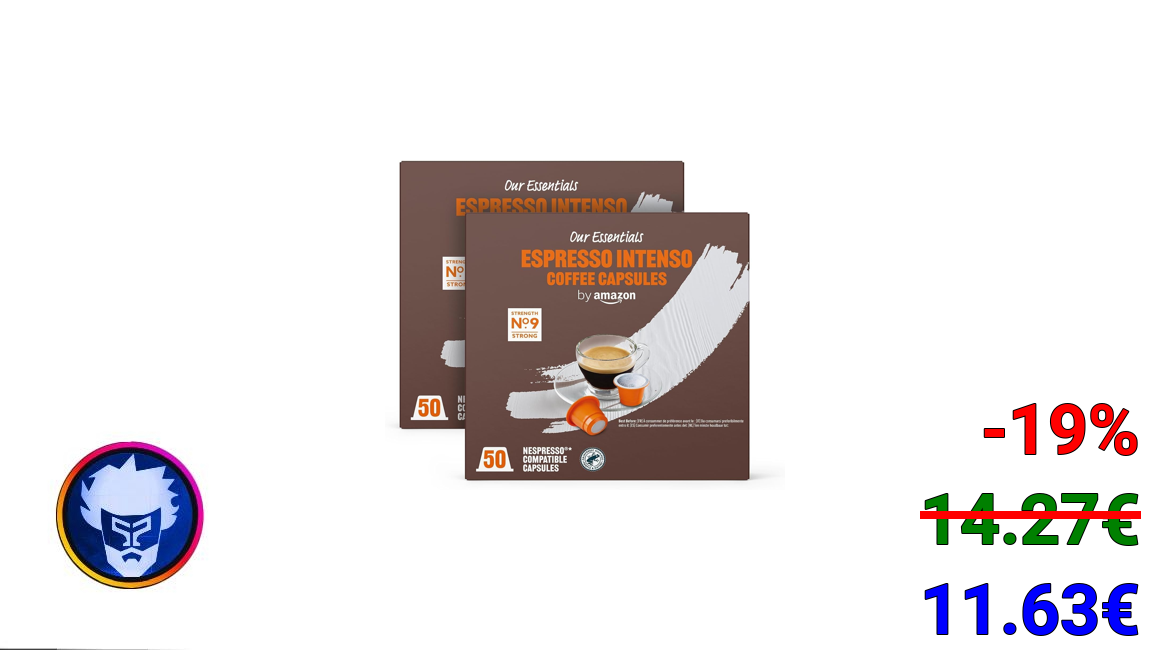 Our Essentials
ESPRESSO INTENSO
STRENGTH
Nº
STRONG
50
Our Essentials
ESPRESSO INTENSO
COFFEE CAPSULES
by amazon
STRENGTH
Nº9
STRONG
50
NESPRESSO®*
COMPATIBLE
CAPSULES
-19%
14.27€
11.63€